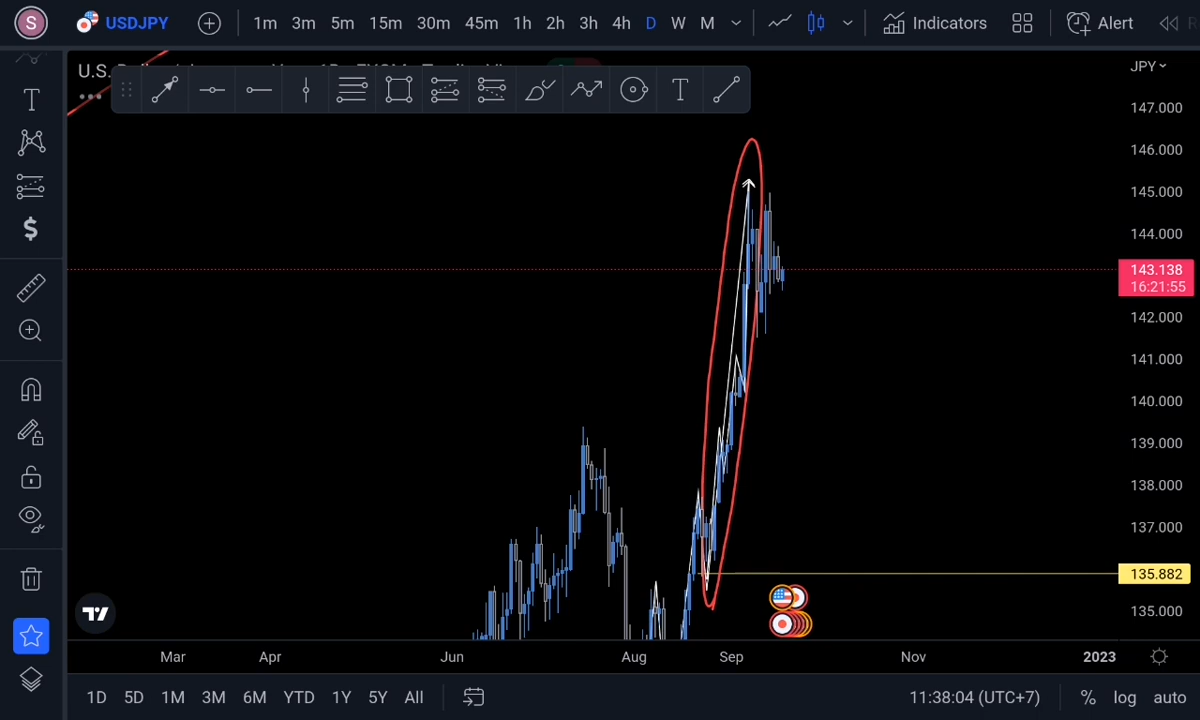 S USDJPY 1m 3m 5m 15m 30m 45m 1h 2h 3h 4h D W M Indicators Alert
U.S.
JPY
147.000
146.000
145.000
144.000
143.138
16:21:55
142.000
141.000
140.000
139.000
138.000
137.000
135.882
135.000
Mar Apr Jun Aug Sep Nov 2023
1D 5D 1M 3M 6M YTD 1Y 5Y All 11:38:04 (UTC+7) % log auto